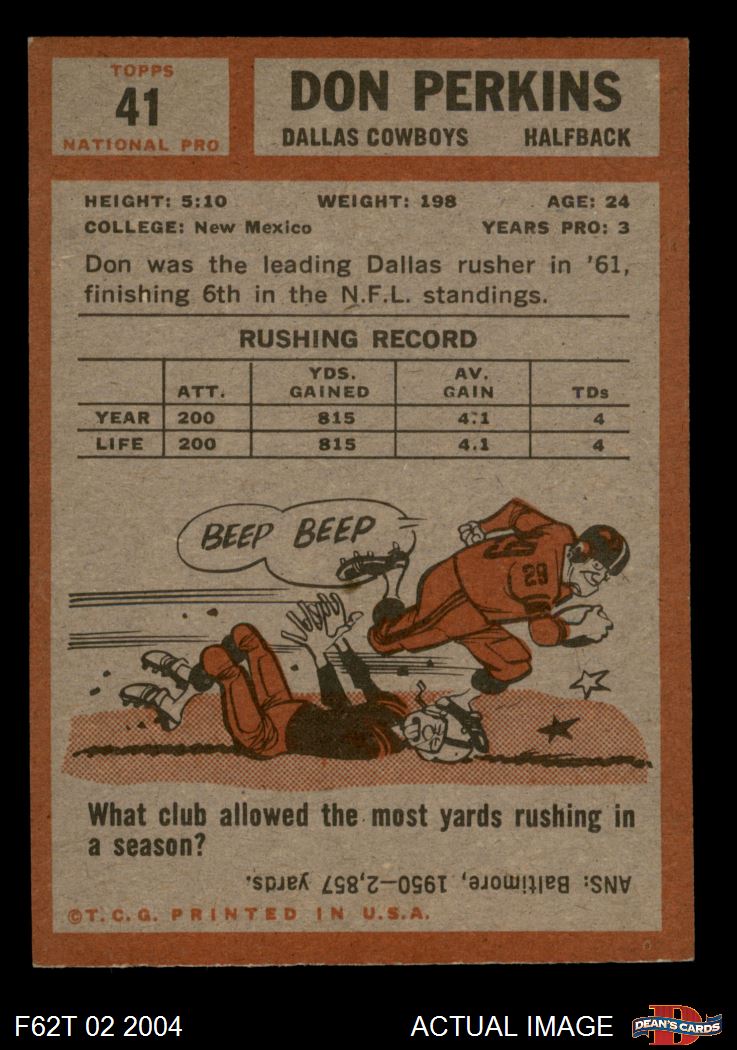 TOPPS
41
NATIONAL PRO
DON PERKINS
DALLAS COWBOYS HALFBACK
HEIGHT: 5:10 WEIGHT: 198 AGE: 24
COLLEGE: New Mexico YEARS PRO: 3
Don was the leading Dallas rusher in '61,
finishing 6th in the N.F.L. standings.
RUSHING RECORD
ATT. YDS. GAINED AV. GAIN TDs
YEAR 200 815 4.1 4
LIFE 200 815 4.1 4
BEEP BEEP
29
What club allowed the most yards rushing in
a season?
ANS: Baltimore, 1950—2,857 yards.
©T.C.G. PRINTED IN U.S.A.
F62T 02 2004 ACTUAL IMAGE DEAN'S CARDS